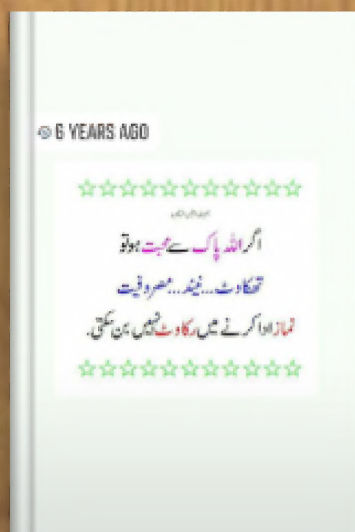 6 YEARS AGO
اگر اللہ پاک سے محبت ہو تو
تھکاوٹ...نیند...مصروفیت
نماز ادا کرنے میں رکاوٹ نہیں بن سکتی.